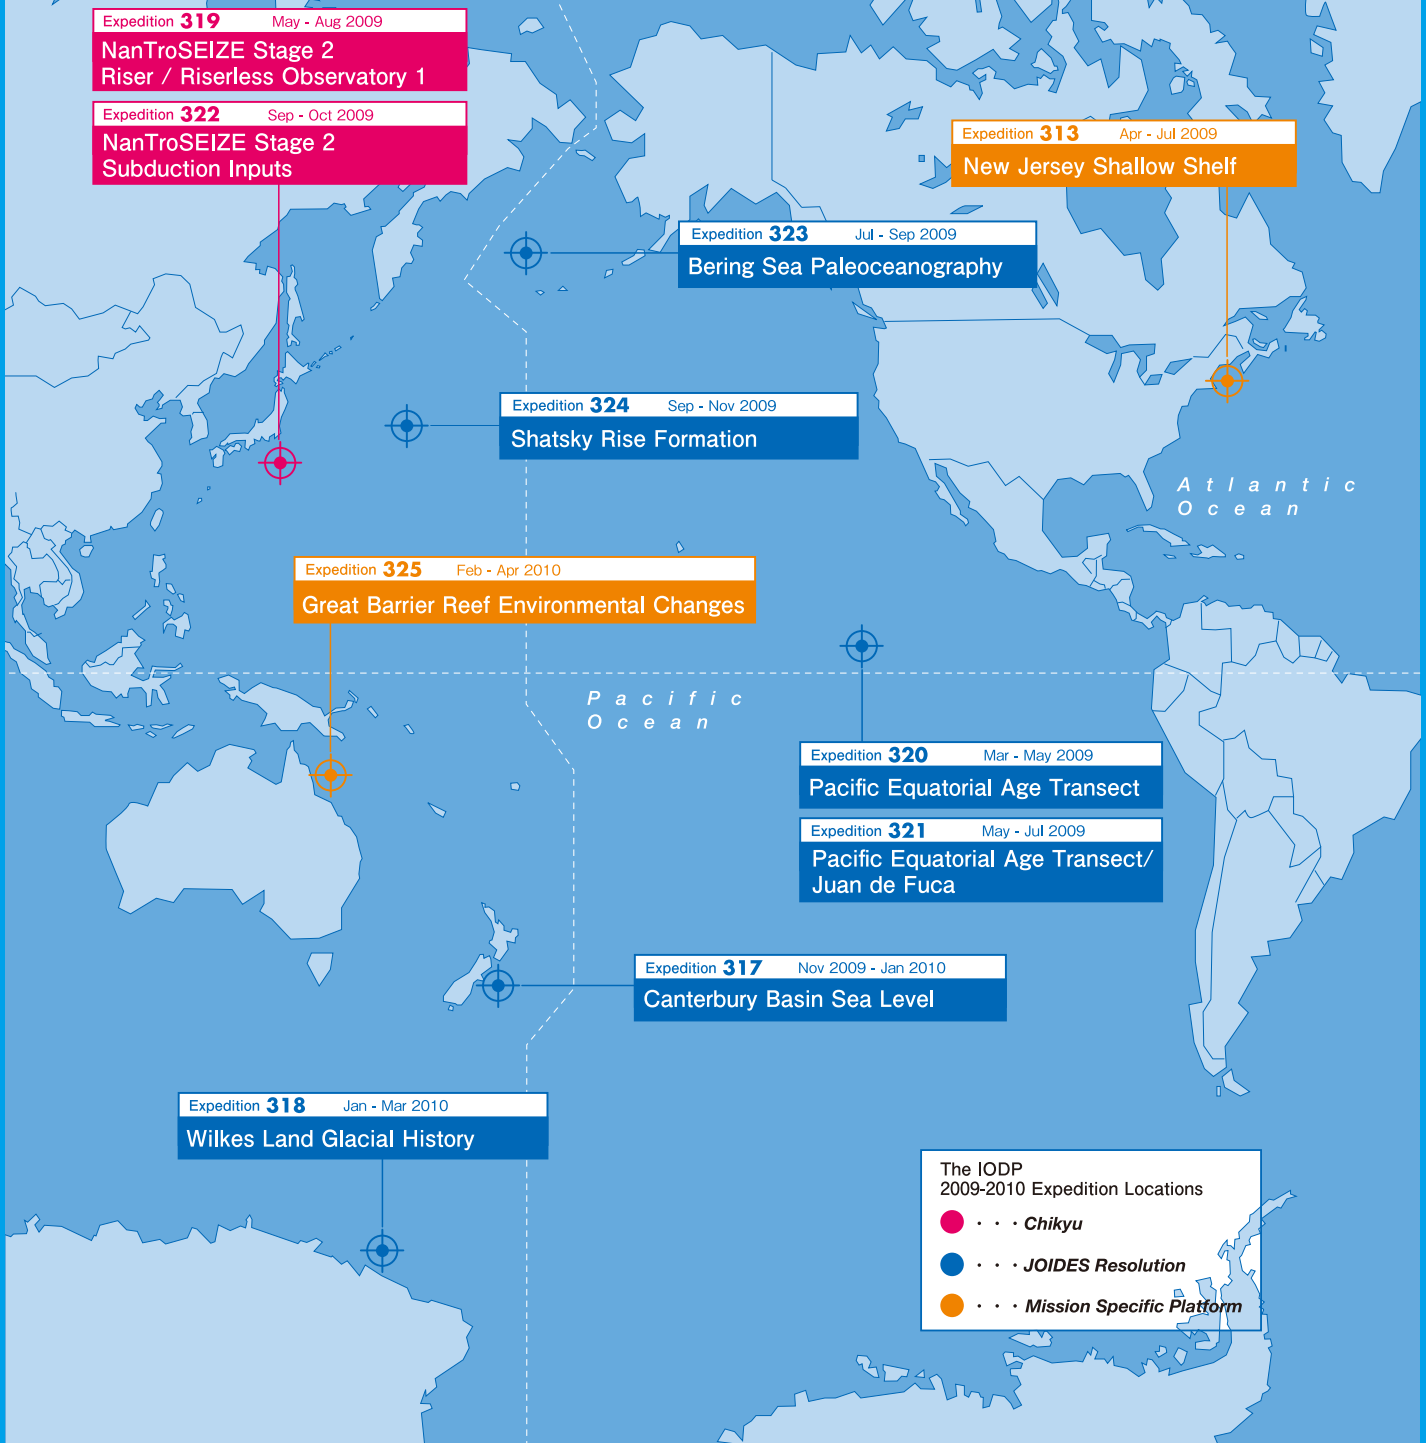 Expedition 319 May - Aug 2009
NanTroSEIZE Stage 2
Riser / Riserless Observatory 1
Expedition 322 Sep - Oct 2009
NanTroSEIZE Stage 2
Subduction Inputs
Expedition 313 Apr - Jul 2009
New Jersey Shallow Shelf
Expedition 323 Jul - Sep 2009
Bering Sea Paleoceanography
Expedition 324 Sep - Nov 2009
Shatsky Rise Formation
Atlantic
Ocean
Expedition 325 Feb - Apr 2010
Great Barrier Reef Environmental Changes
Pacific
Ocean
Expedition 320 Mar - May 2009
Pacific Equatorial Age Transect
Expedition 321 May - Jul 2009
Pacific Equatorial Age Transect/
Juan de Fuca
Expedition 317 Nov 2009 - Jan 2010
Canterbury Basin Sea Level
Expedition 318 Jan - Mar 2010
Wilkes Land Glacial History
The IODP
2009-2010 Expedition Locations
・・・Chikyu
・・・JOIDES Resolution
・・・Mission Specific Platform